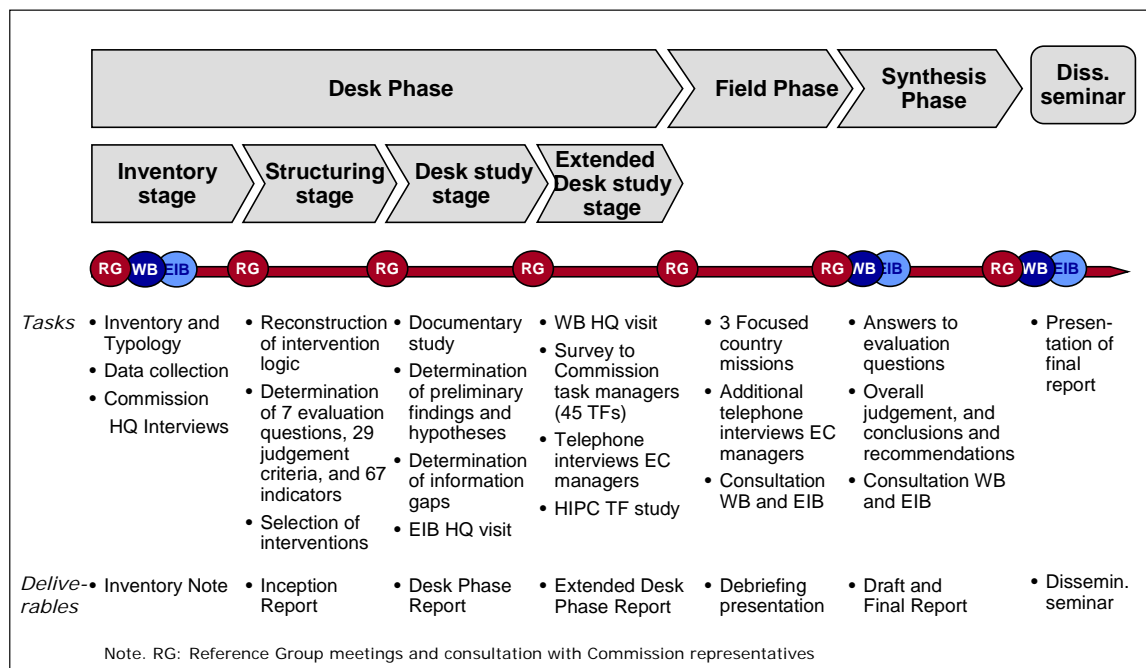 Desk Phase
Field Phase
Synthesis
Phase
Diss.
seminar
Inventory
stage
Structuring
stage
Desk study
stage
Extended
Desk study
stage
RG WB EIB RG RG RG RG RG WB EIB RG WB EIB
Tasks
• Inventory and
Typology
• Data collection
• Commission
HQ Interviews
• Reconstruction
of intervention
logic
• Determination
of 7 evaluation
questions, 29
judgement
criteria, and 67
indicators
• Selection of
interventions
• Documentary
study
• Determination
of preliminary
findings and
hypotheses
• Determination
of information
gaps
• EIB HQ visit
• WB HQ visit
• Survey to
Commission
task managers
(45 TFs)
• Telephone
interviews EC
managers
• HIPC TF study
• 3 Focused
country
missions
• Additional
telephone
interviews EC
managers
• Consultation
WB and EIB
• Answers to
evaluation
questions
• Overall
judgement, and
conclusions and
recommendations
• Consultation WB
and EIB
• Presen-
tation of
final
report
Delive-
rables
• Inventory Note
• Inception
Report
• Desk Phase
Report
• Extended Desk
Phase Report
• Debriefing
presentation
• Draft and
Final Report
• Dissemin.
seminar
Note. RG: Reference Group meetings and consultation with Commission representatives